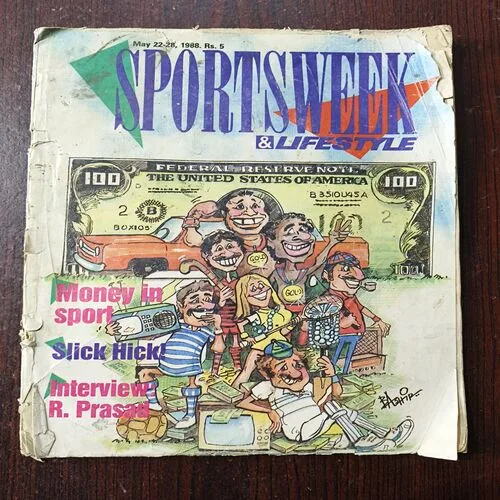 May 22-28, 1988. Rs. 5
SPORTSWEEK
& LIFESTYLE
FEDERAL RESERVE NOTE
THE UNITED STATES OF AMERICA
100
100
B
2
2
GOLD
GOLD
Money in
sport
Slick Hick!
Interview:
R. Prasad